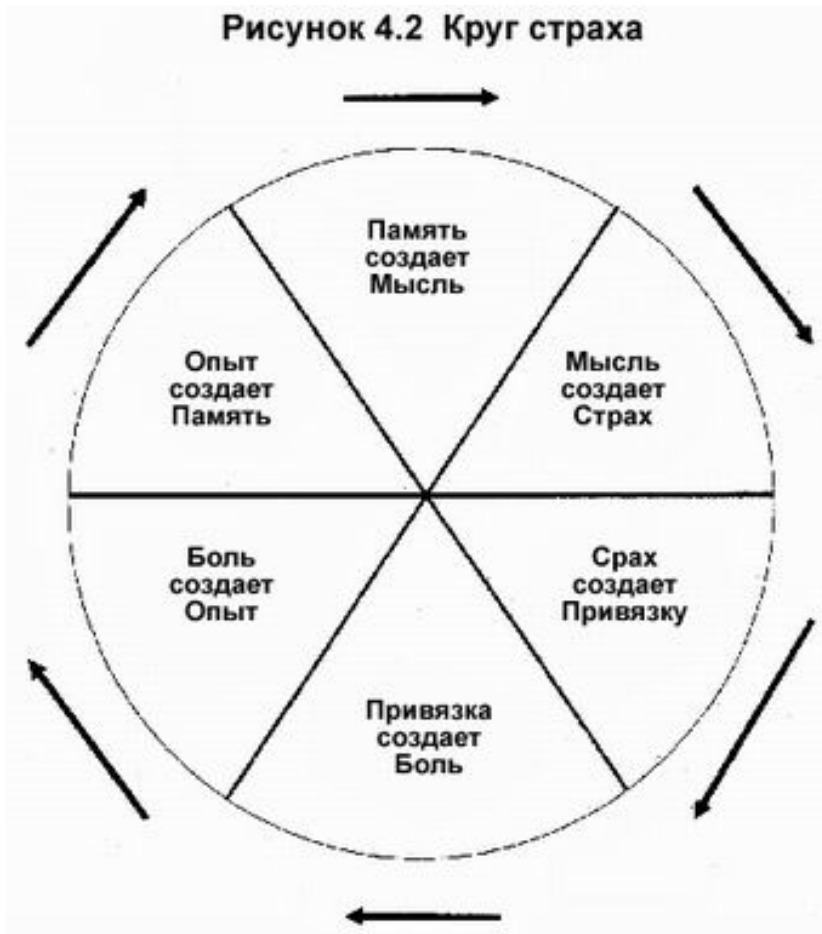 Рисунок 4.2 Круг страха
Память
создает
Мысль
Мысль
создает
Страх
Срах
создает
Привязку
Привязка
создает
Боль
Боль
создает
Опыт
Опыт
создает
Память